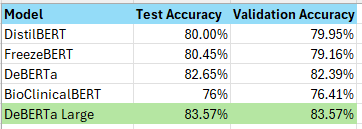 Model Test Accuracy Validation Accuracy
DistilBERT 80.00% 79.95%
FreezeBERT 80.45% 79.16%
DeBERTa 82.65% 82.39%
BioClinicalBERT 76% 76.41%
DeBERTa Large 83.57% 83.57%